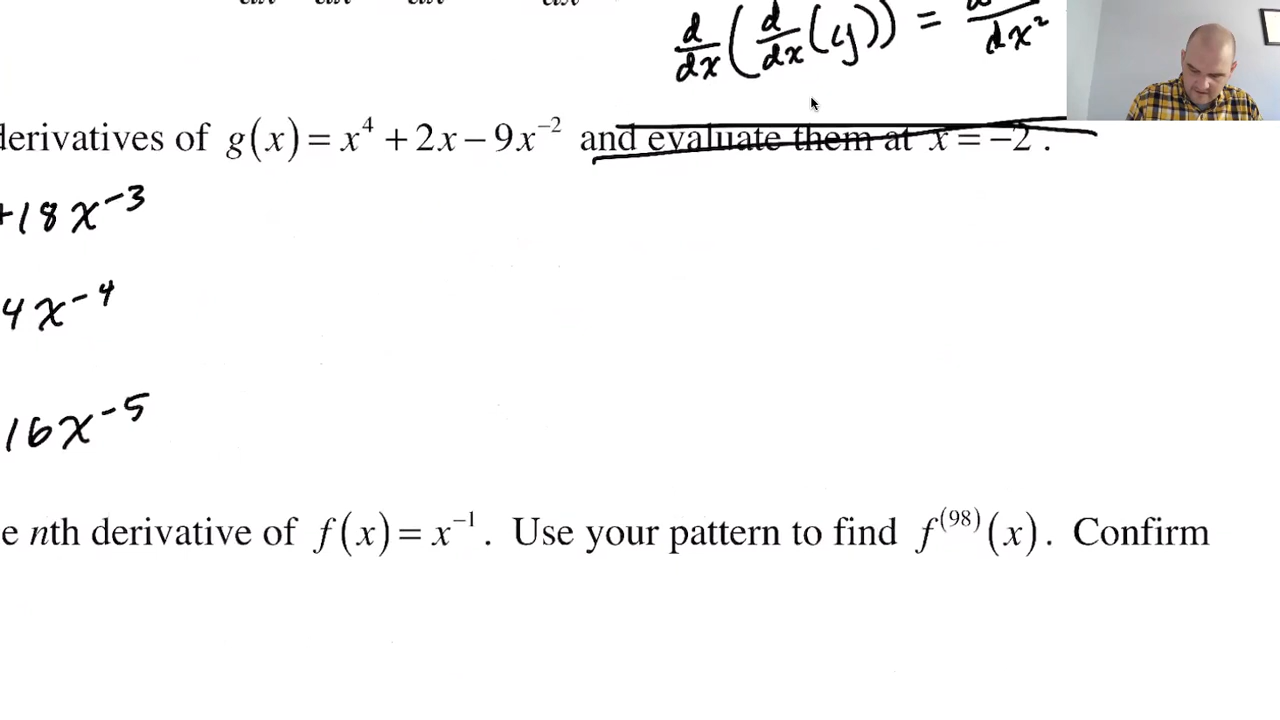 d/dx (d/dx (y)) = dx²
derivatives of g(x) = x⁴ + 2x − 9x⁻² and evaluate them at x = −2 .
+18x⁻³
4x⁻⁴
16x⁻⁵
e nth derivative of f(x) = x⁻¹. Use your pattern to find f⁽⁹⁸⁾(x). Confirm